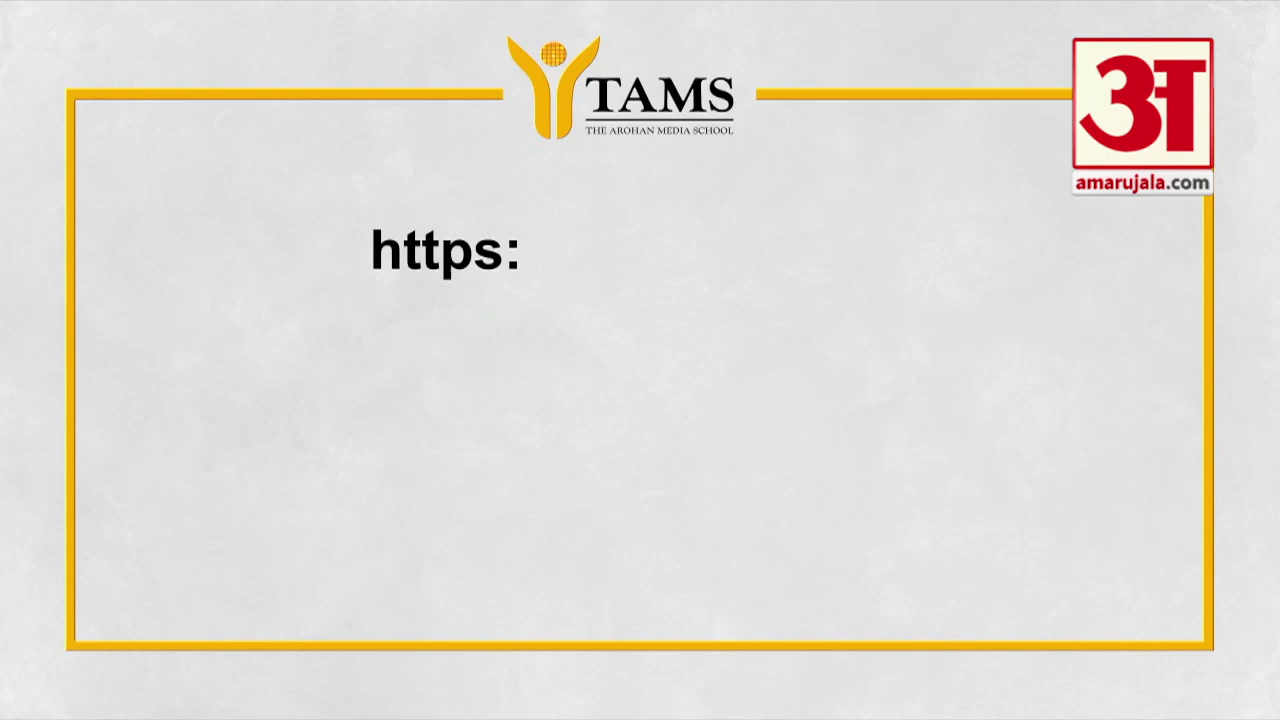 TAMS
THE AROHAN MEDIA SCHOOL
अ
amarujala.com
https: